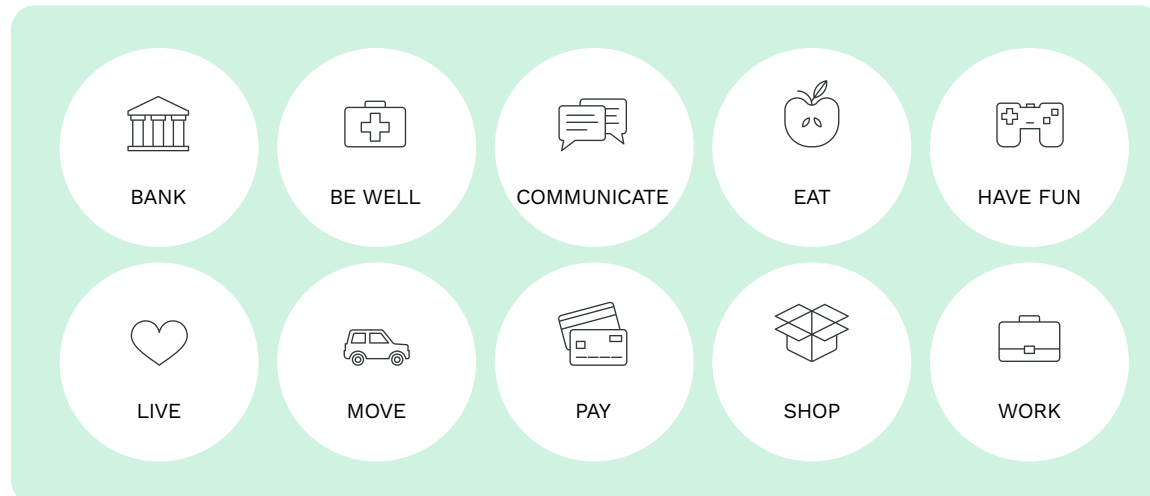 BANK
BE WELL
COMMUNICATE
EAT
HAVE FUN
LIVE
MOVE
PAY
SHOP
WORK